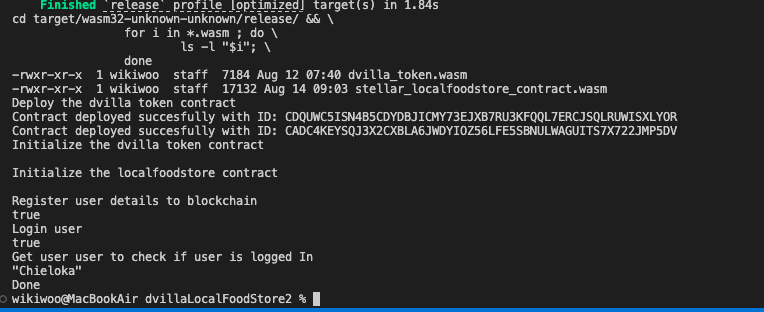 Finished `release` profile [optimized] target(s) in 1.84s
cd target/wasm32-unknown-unknown/release/ && \
for i in *.wasm ; do \
ls -l "$i"; \
done
-rwxr-xr-x  1 wikiwoo  staff  7184 Aug 12 07:40 dvilla_token.wasm
-rwxr-xr-x  1 wikiwoo  staff  17132 Aug 14 09:03 stellar_localfoodstore_contract.wasm
Deploy the dvilla token contract
Contract deployed succesfully with ID: CDQUWC5ISN4B5CDYDBJICMY73EJXB7RU3KFQQL7ERCJSQLRUWISXLYOR
Contract deployed succesfully with ID: CADC4KEYSQJ3X2CXBLA6JWDYIOZ56LFE5SBNULWAGUITS7X722JMP5DV
Initialize the dvilla token contract
Initialize the localfoodstore contract
Register user details to blockchain
true
Login user
true
Get user user to check if user is logged In
"Chieloka"
Done
wikiwoo@MacBookAir dvillaLocalFoodStore2 %